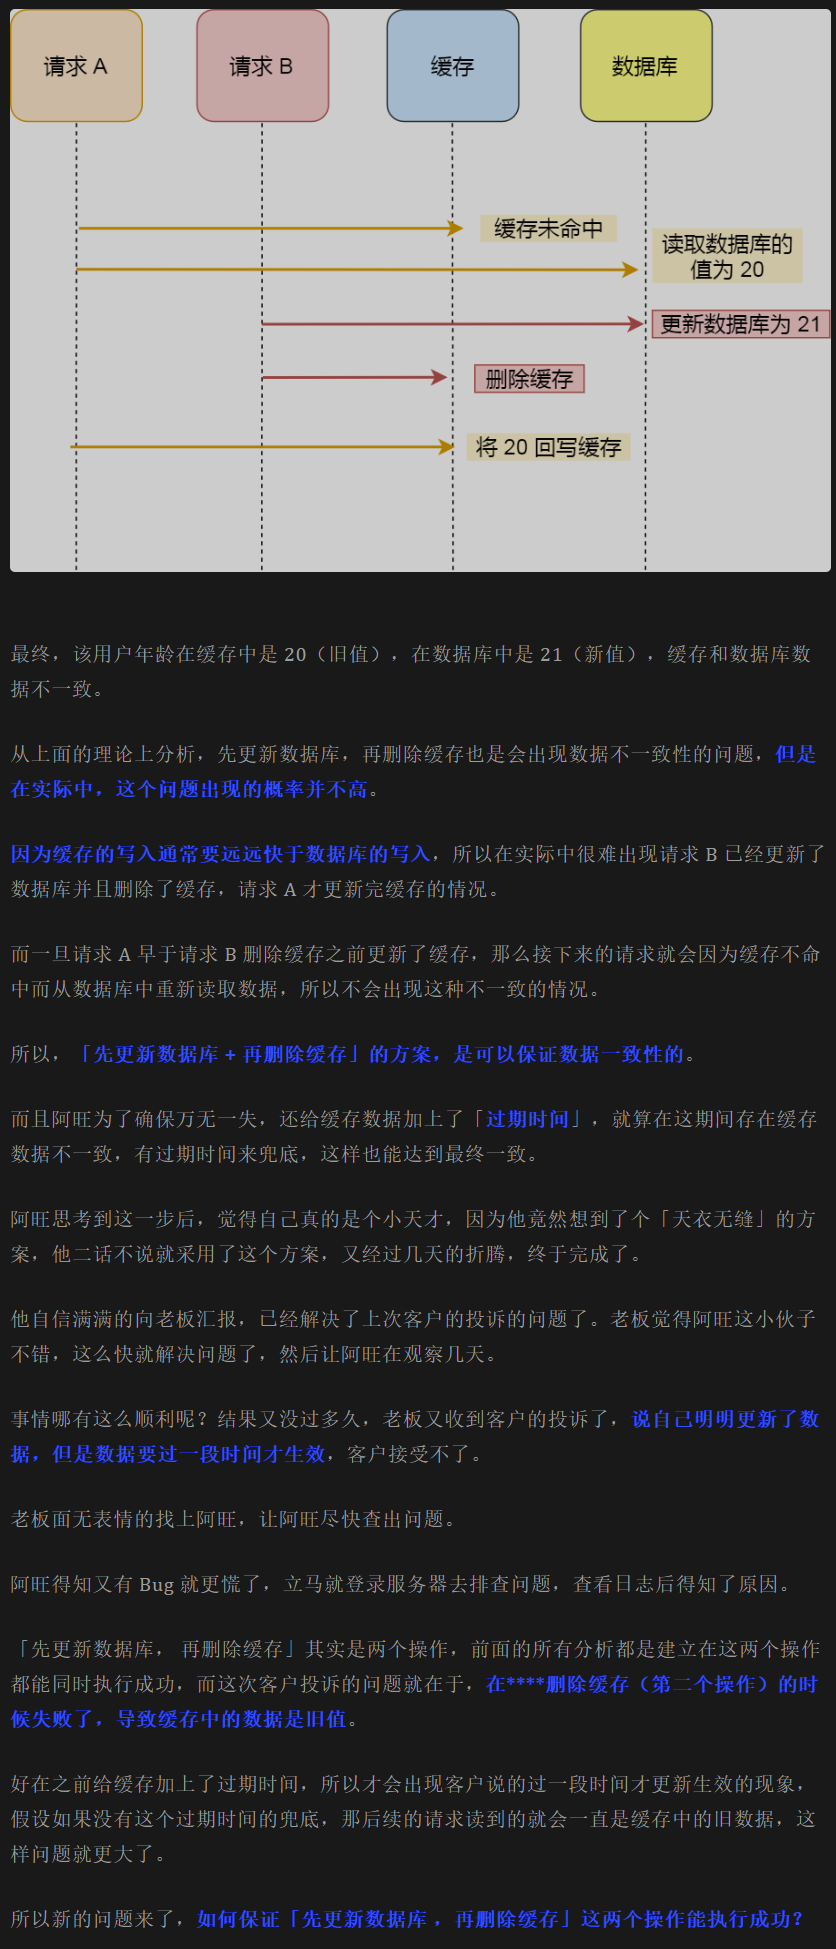 请求 A
请求 B
缓存
数据库
缓存未命中
读取数据库的
值为 20
更新数据库为 21
删除缓存
将 20 回写缓存
最终，该用户年龄在缓存中是 20（旧值），在数据库中是 21（新值），缓存和数据库数
据不一致。
从上面的理论上分析，先更新数据库，再删除缓存也是会出现数据不一致性的问题，但是
在实际中，这个问题出现的概率并不高。
因为缓存的写入通常要远远快于数据库的写入，所以在实际中很难出现请求 B 已经更新了
数据库并且删除了缓存，请求 A 才更新完缓存的情况。
而一旦请求 A 早于请求 B 删除缓存之前更新了缓存，那么接下来的请求就会因为缓存不命
中而从数据库中重新读取数据，所以不会出现这种不一致的情况。
所以，「先更新数据库 + 再删除缓存」的方案，是可以保证数据一致性的。
而且阿旺为了确保万无一失，还给缓存数据加上了「过期时间」，就算在这期间存在缓存
数据不一致，有过期时间来兜底，这样也能达到最终一致。
阿旺思考到这一步后，觉得自己真的是个小天才，因为他竟然想到了个「天衣无缝」的方
案，他二话不说就采用了这个方案，又经过几天的折腾，终于完成了。
他自信满满的向老板汇报，已经解决了上次客户的投诉的问题了。老板觉得阿旺这小伙子
不错，这么快就解决问题了，然后让阿旺在观察几天。
事情哪有这么顺利呢？结果又没过多久，老板又收到客户的投诉了，说自己明明更新了数
据，但是数据要过一段时间才生效，客户接受不了。
老板面无表情的找上阿旺，让阿旺尽快查出问题。
阿旺得知又有 Bug 就更慌了，立马就登录服务器去排查问题，查看日志后得知了原因。
「先更新数据库， 再删除缓存」其实是两个操作，前面的所有分析都是建立在这两个操作
都能同时执行成功，而这次客户投诉的问题就在于，在****删除缓存（第二个操作）的时
候失败了，导致缓存中的数据是旧值。
好在之前给缓存加上了过期时间，所以才会出现客户说的过一段时间才更新生效的现象，
假设如果没有这个过期时间的兜底，那后续的请求读到的就会一直是缓存中的旧数据，这
样问题就更大了。
所以新的问题来了，如何保证「先更新数据库 ，再删除缓存」这两个操作能执行成功？